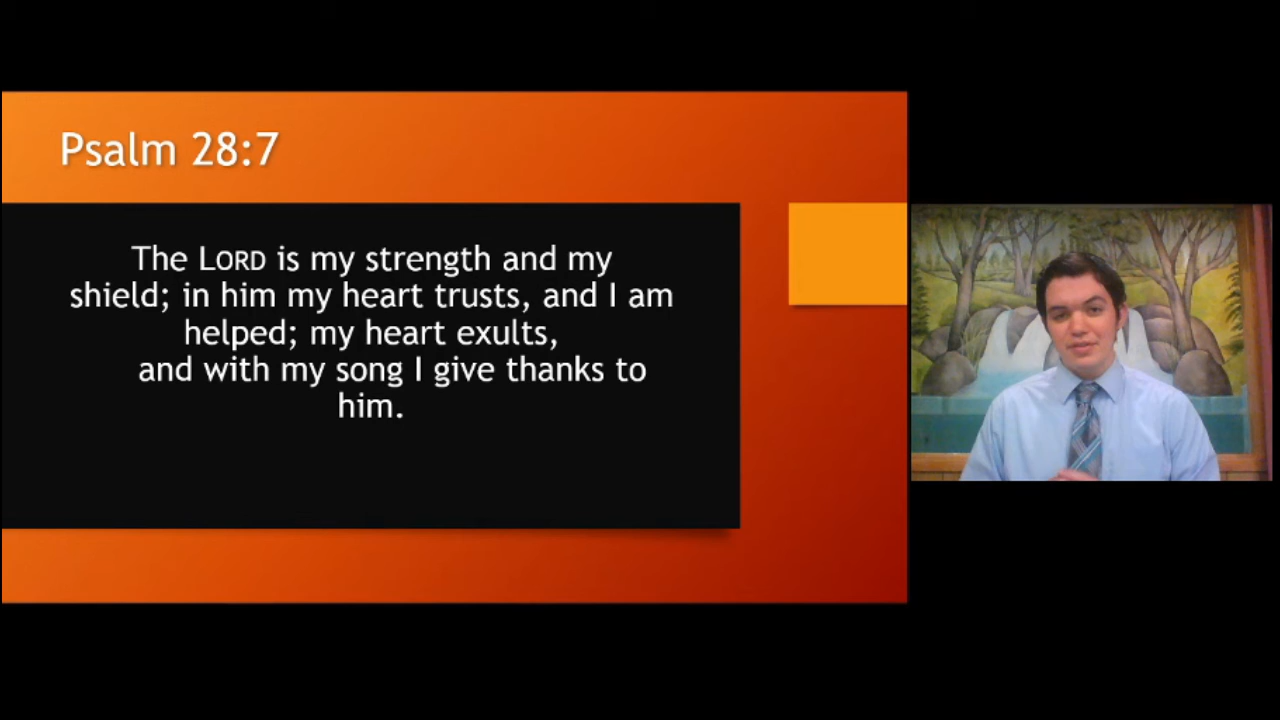 Psalm 28:7
The LORD is my strength and my
shield; in him my heart trusts, and I am
helped; my heart exults,
and with my song I give thanks to
him.